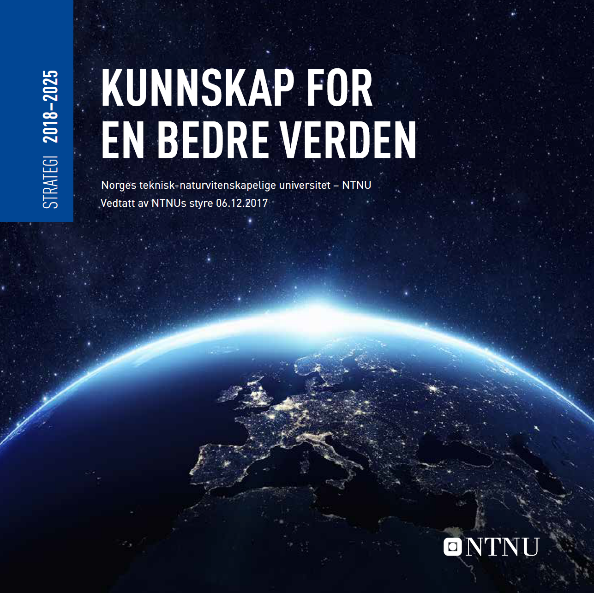 STRATEGI 2018–2025
KUNNSKAP FOR
EN BEDRE VERDEN
Norges teknisk-naturvitenskapelige universitet – NTNU
Vedtatt av NTNUs styre 06.12.2017
NTNU